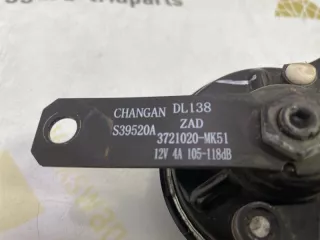 CHANGAN DL138
S39520A ZAD
3721020-MK51
12V 4A 105-118dB